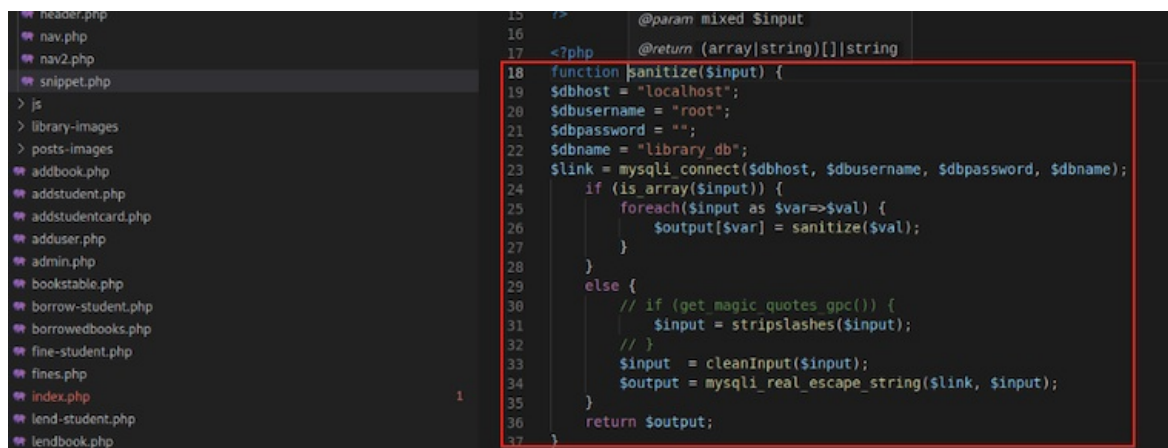 header.php
nav.php
nav2.php
snippet.php
> js
> library-images
> posts-images
addbook.php
addstudent.php
addstudentcard.php
adduser.php
admin.php
bookstable.php
borrow-student.php
borrowedbooks.php
fine-student.php
fines.php
index.php 1
lend-student.php
lendbook.php
15 ?>
@param mixed $input
16
17 <?php
@return (array|string)[]|string
18 function sanitize($input) {
19 $dbhost = "localhost";
20 $dbusername = "root";
21 $dbpassword = "";
22 $dbname = "library_db";
23 $link = mysqli_connect($dbhost, $dbusername, $dbpassword, $dbname);
24 if (is_array($input)) {
25 foreach($input as $var=>$val) {
26 $output[$var] = sanitize($val);
27 }
28 }
29 else {
30 // if (get_magic_quotes_gpc()) {
31 $input = stripslashes($input);
32 // }
33 $input = cleanInput($input);
34 $output = mysqli_real_escape_string($link, $input);
35 }
36 return $output;
37 }